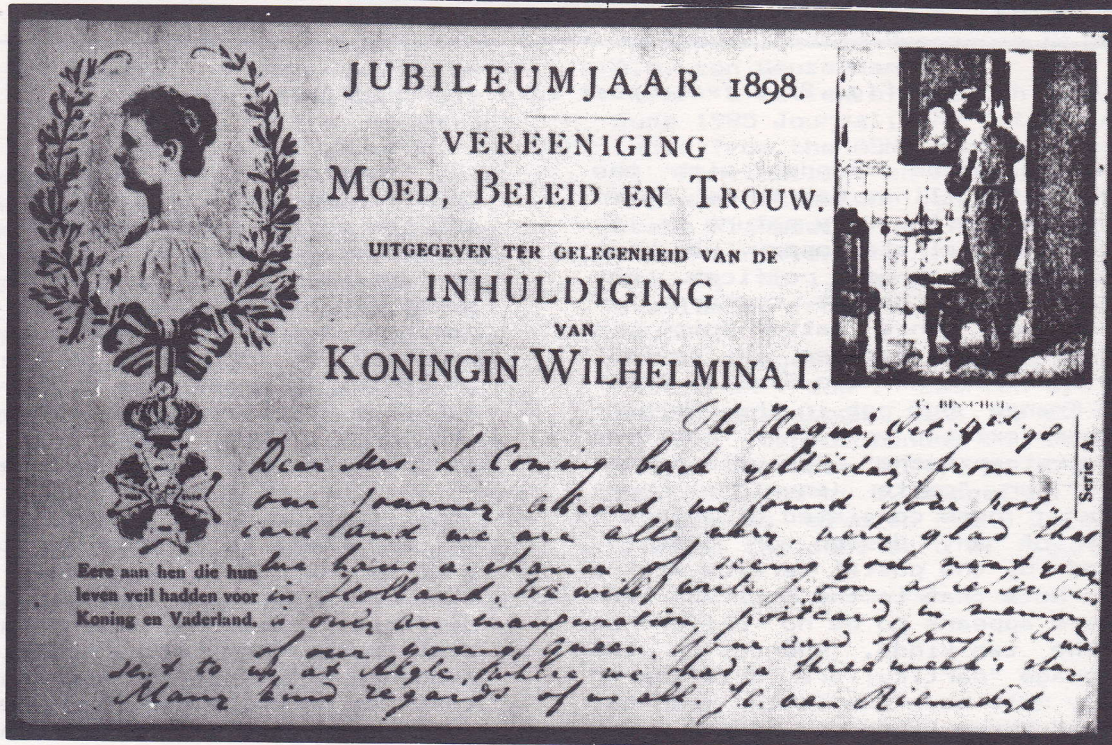 JUBILEUMJAAR 1898.
VEREENIGING
MOED, BELEID EN TROUW.
UITGEGEVEN TER GELEGENHEID VAN DE
INHULDIGING
VAN
KONINGIN WILHELMINA I.
C. BISSCHOP.
Serie A.
Eere aan hen die hun
leven veil hadden voor
Koning en Vaderland.
The Hague, Oct. 9th 98
Dear Mrs. L. Coming back yesterday from
our journey abroad we found your post-
card and we are all very, very glad that
we have a chance of seeing you next year
in Holland. We will write soon a letter, this
is only an inauguration postcard, in memory
of our young Queen. Your card of Aug: it was
sent to us at Aigle, where we had a three week's stay
Many kind regards of us all. J.C. van Riemsdyk